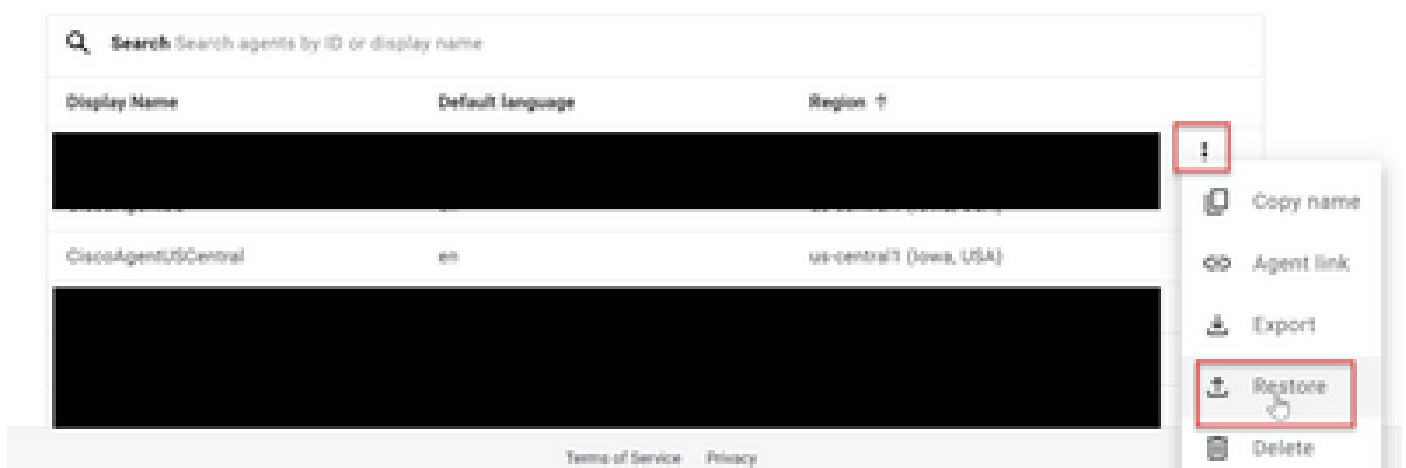 Search Search agents by ID or display name
Display Name Default language Region ↑
Copy name
CiscoAgentUSCentral en us-central1 (Iowa, USA)
Agent link
Export
Restore
Delete
Terms of Service Privacy